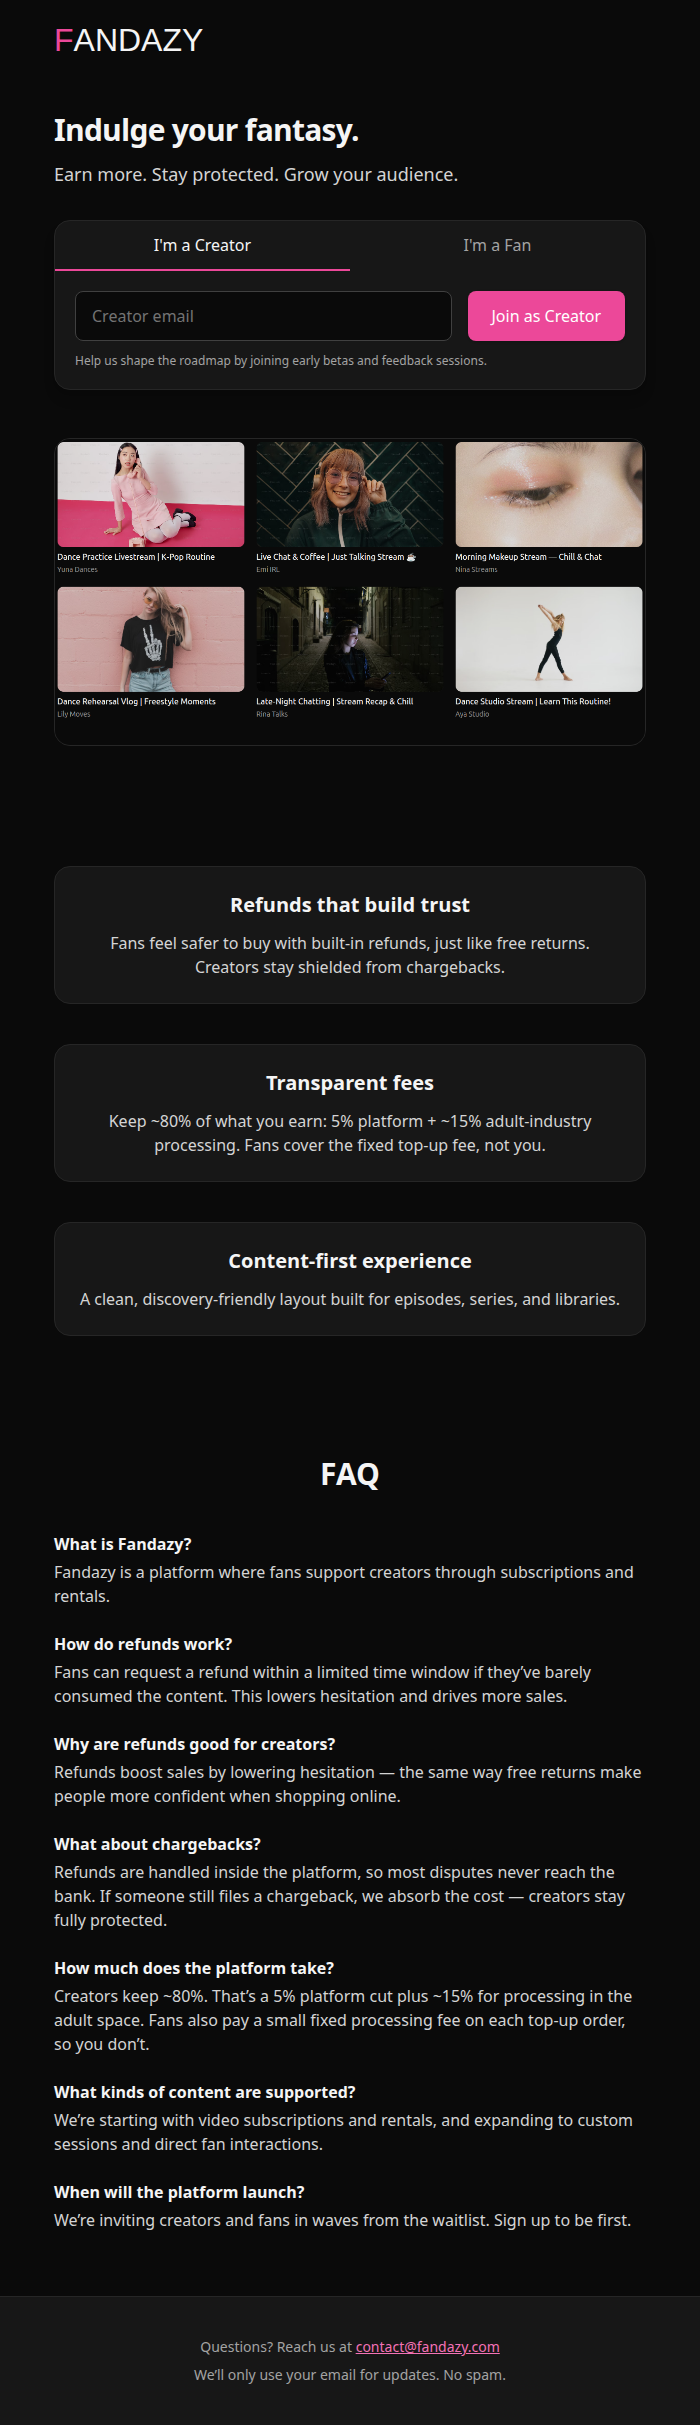 FANDAZY
Indulge your fantasy.
Earn more. Stay protected. Grow your audience.
I'm a Creator
I'm a Fan
Creator email
Join as Creator
Help us shape the roadmap by joining early betas and feedback sessions.
Dance Practice Livestream | K-Pop Routine
Yuna Dances
Live Chat & Coffee | Just Talking Stream ☕
Emi IRL
Morning Makeup Stream — Chill & Chat
Nina Streams
Dance Rehearsal Vlog | Freestyle Moments
Lily Moves
Late-Night Chatting | Stream Recap & Chill
Rina Talks
Dance Studio Stream | Learn This Routine!
Aya Studio
Refunds that build trust
Fans feel safer to buy with built-in refunds, just like free returns.
Creators stay shielded from chargebacks.
Transparent fees
Keep ~80% of what you earn: 5% platform + ~15% adult-industry
processing. Fans cover the fixed top-up fee, not you.
Content-first experience
A clean, discovery-friendly layout built for episodes, series, and libraries.
FAQ
What is Fandazy?
Fandazy is a platform where fans support creators through subscriptions and
rentals.
How do refunds work?
Fans can request a refund within a limited time window if they’ve barely
consumed the content. This lowers hesitation and drives more sales.
Why are refunds good for creators?
Refunds boost sales by lowering hesitation — the same way free returns make
people more confident when shopping online.
What about chargebacks?
Refunds are handled inside the platform, so most disputes never reach the
bank. If someone still files a chargeback, we absorb the cost — creators stay
fully protected.
How much does the platform take?
Creators keep ~80%. That’s a 5% platform cut plus ~15% for processing in the
adult space. Fans also pay a small fixed processing fee on each top-up order,
so you don’t.
What kinds of content are supported?
We’re starting with video subscriptions and rentals, and expanding to custom
sessions and direct fan interactions.
When will the platform launch?
We’re inviting creators and fans in waves from the waitlist. Sign up to be first.
Questions? Reach us at contact@fandazy.com
We’ll only use your email for updates. No spam.